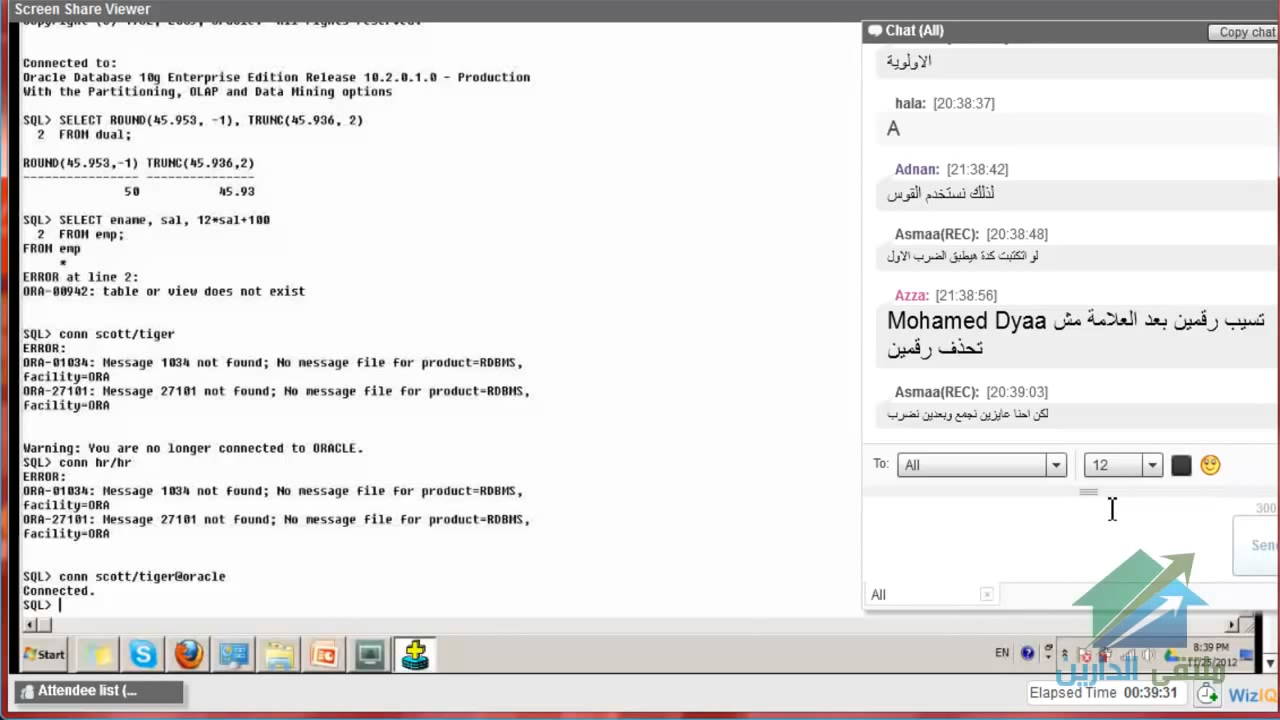 Screen Share Viewer
Connected to:
Oracle Database 10g Enterprise Edition Release 10.2.0.1.0 - Production
With the Partitioning, OLAP and Data Mining options
SQL> SELECT ROUND(45.953, -1), TRUNC(45.936, 2)
2 FROM dual;
ROUND(45.953,-1) TRUNC(45.936,2)
---------------- ---------------
50 45.93
SQL> SELECT ename, sal, 12*sal+100
2 FROM emp;
FROM emp
*
ERROR at line 2:
ORA-00942: table or view does not exist
SQL> conn scott/tiger
ERROR:
ORA-01034: Message 1034 not found; No message file for product=RDBMS,
facility=ORA
ORA-27101: Message 27101 not found; No message file for product=RDBMS,
facility=ORA
Warning: You are no longer connected to ORACLE.
SQL> conn hr/hr
ERROR:
ORA-01034: Message 1034 not found; No message file for product=RDBMS,
facility=ORA
ORA-27101: Message 27101 not found; No message file for product=RDBMS,
facility=ORA
SQL> conn scott/tiger@oracle
Connected.
SQL>
Chat (All)
Copy chat
الاولوية
hala: [20:38:37]
A
Adnan: [21:38:42]
لذلك نستخدم القوس
Asmaa(REC): [20:38:48]
لو اتكتبت كدة هيطبق الضرب الاول
Azza: [21:38:56]
Mohamed Dyaa تسيب رقمين بعد العلامة مش
تحذف رقمين
Asmaa(REC): [20:39:03]
لكن احنا عايزين نجمع وبعدين نضرب
To: All 12
300
Sen
All
Start
EN
8:39 PM
11/25/2012
ملتقى الدارين
Attendee list (...
Elapsed Time 00:39:31
WizIQ